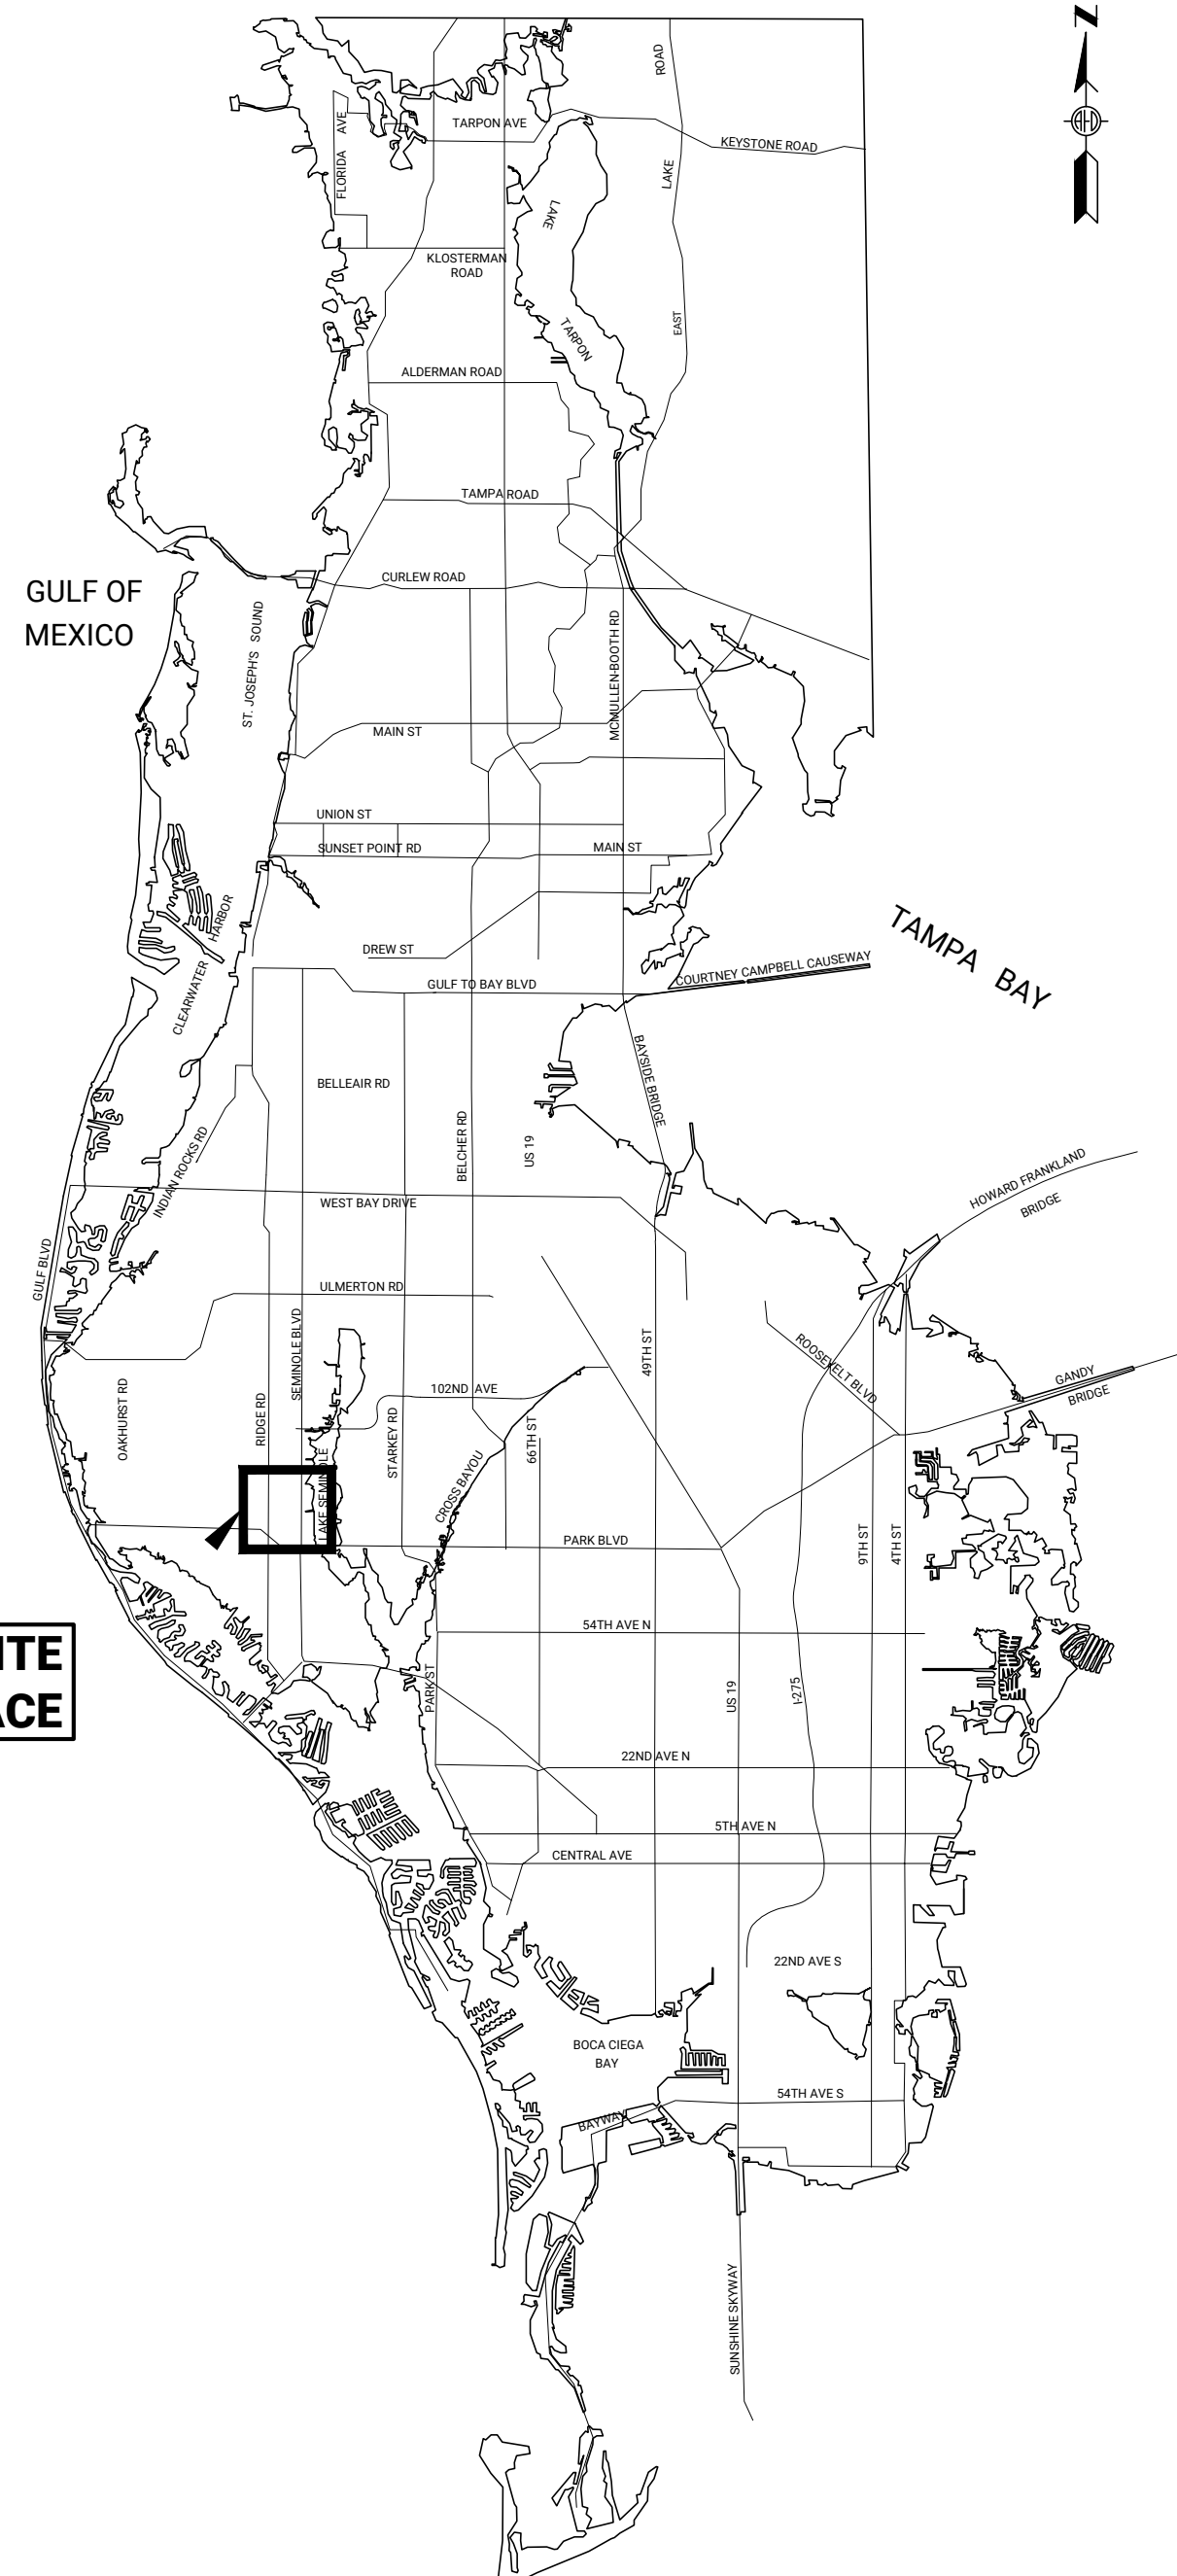 N
ROAD
TARPON AVE
KEYSTONE ROAD
FLORIDA AVE
LAKE
LAKE
KLOSTERMAN
ROAD
EAST
TARPON
ALDERMAN ROAD
TAMPA ROAD
CURLEW ROAD
GULF OF
MEXICO
ST. JOSEPH'S SOUND
MCMULLEN-BOOTH RD
MAIN ST
UNION ST
SUNSET POINT RD
MAIN ST
CLEARWATER HARBOR
DREW ST
TAMPA BAY
GULF TO BAY BLVD
COURTNEY CAMPBELL CAUSEWAY
BAYSIDE BRIDGE
BELLEAIR RD
BELCHER RD
US 19
INDIAN ROCKS RD
HOWARD FRANKLAND
BRIDGE
WEST BAY DRIVE
GULF BLVD
ULMERTON RD
SEMINOLE BLVD
49TH ST
ROOSEVELT BLVD
GANDY
BRIDGE
102ND AVE
OAKHURST RD
RIDGE RD
STARKEY RD
66TH ST
LAKE SEMINOLE
CROSS BAYOU
PARK BLVD
9TH ST
4TH ST
54TH AVE N
ITE
ACE
PARK ST
US 19
I-275
22ND AVE N
5TH AVE N
CENTRAL AVE
22ND AVE S
BOCA CIEGA
BAY
54TH AVE S
BAYWAY
SUNSHINE SKYWAY